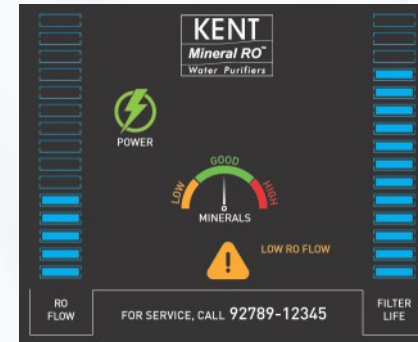 KENT
Mineral RO™
Water Purifiers
POWER
LOW GOOD HIGH
MINERALS
LOW RO FLOW
RO
FLOW
FOR SERVICE, CALL 92789-12345
FILTER
LIFE